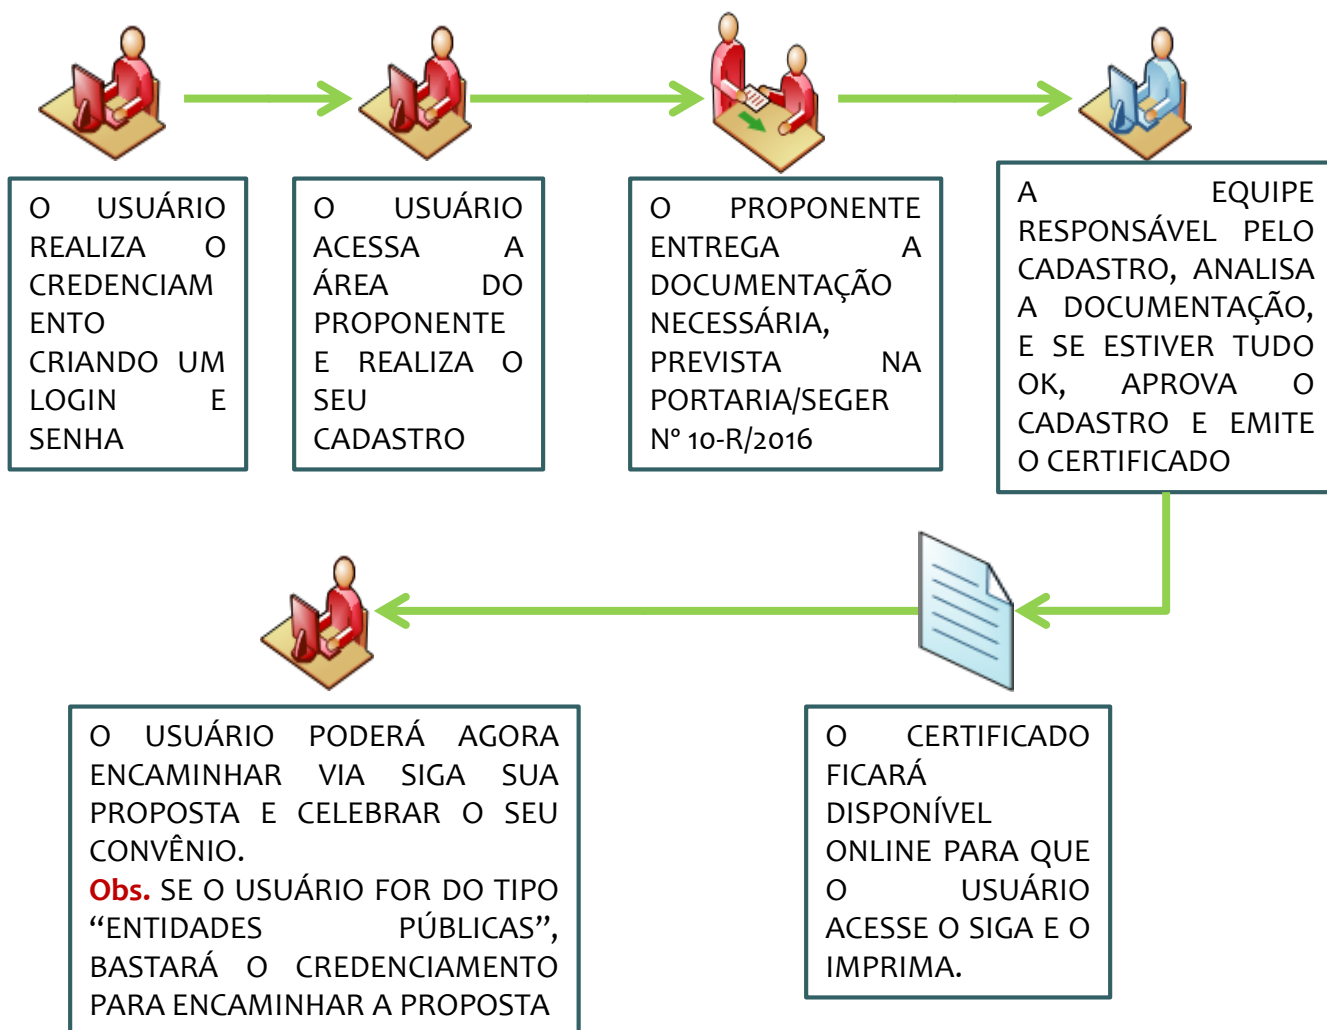 O USUÁRIO
REALIZA O
CREDENCIAM
ENTO
CRIANDO UM
LOGIN E
SENHA
O USUÁRIO
ACESSA A
ÁREA DO
PROPONENTE
E REALIZA O
SEU
CADASTRO
O PROPONENTE
ENTREGA A
DOCUMENTAÇÃO
NECESSÁRIA,
PREVISTA NA
PORTARIA/SEGER
Nº 10-R/2016
A EQUIPE
RESPONSÁVEL PELO
CADASTRO, ANALISA
A DOCUMENTAÇÃO,
E SE ESTIVER TUDO
OK, APROVA O
CADASTRO E EMITE
O CERTIFICADO
O CERTIFICADO
FICARÁ
DISPONÍVEL
ONLINE PARA QUE
O USUÁRIO
ACESSE O SIGA E O
IMPRIMA.
O USUÁRIO PODERÁ AGORA
ENCAMINHAR VIA SIGA SUA
PROPOSTA E CELEBRAR O SEU
CONVÊNIO.
Obs. SE O USUÁRIO FOR DO TIPO
“ENTIDADES PÚBLICAS”,
BASTARÁ O CREDENCIAMENTO
PARA ENCAMINHAR A PROPOSTA